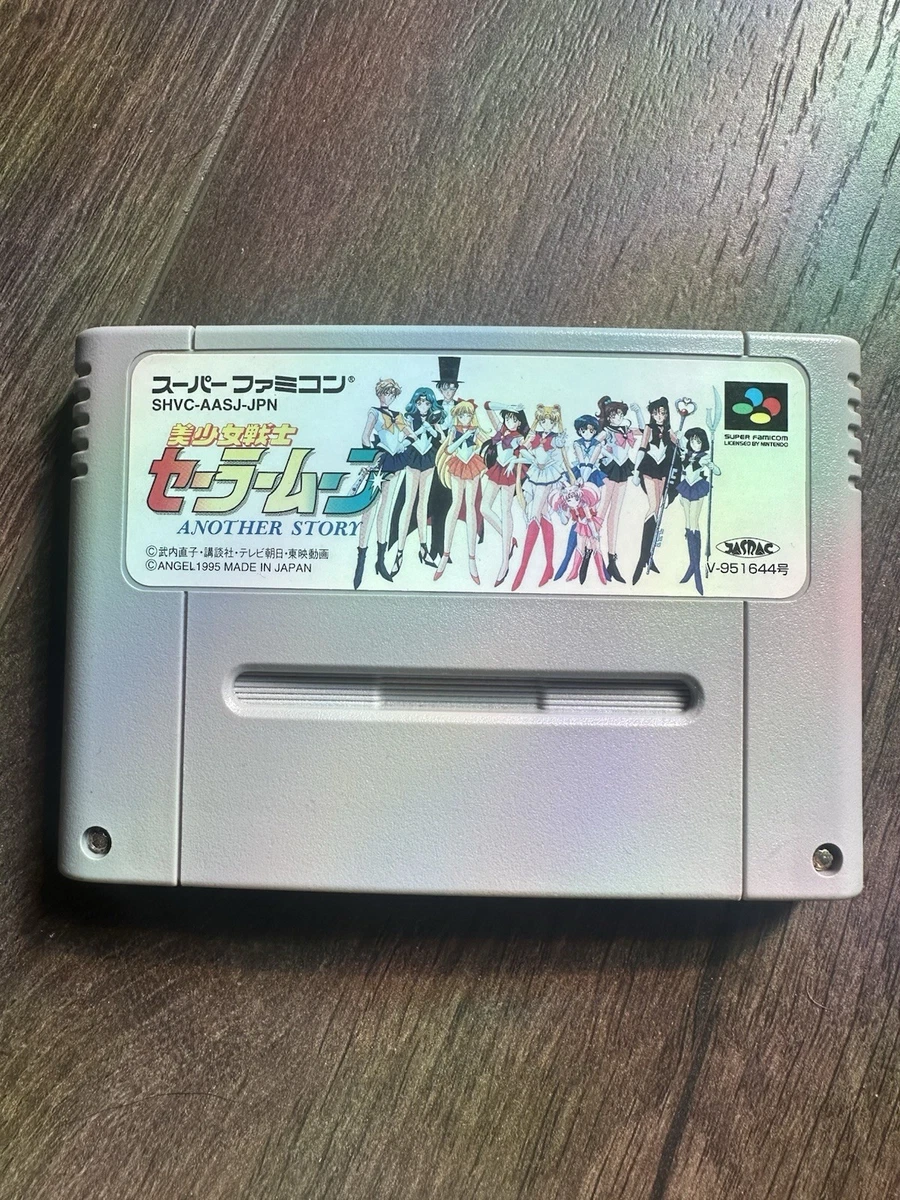 スーパーファミコン®
SHVC-AASJ-JPN
美少女戦士
セーラームーン
ANOTHER STORY
©武内直子・講談社・テレビ朝日・東映動画
©ANGEL1995 MADE IN JAPAN
SUPER FAMICOM
LICENSED BY NINTENDO
JASRAC
V-951644号